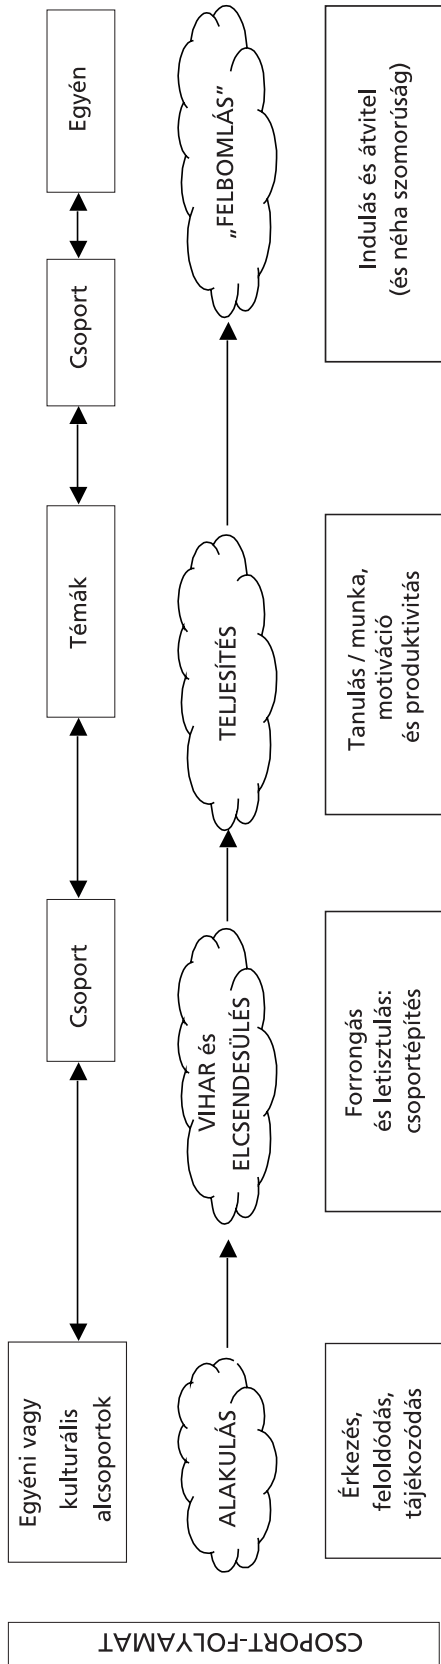 CSOPORT-FOLYAMAT
Egyéni vagy
kulturális
alcsoportok
Csoport
Témák
Csoport
Egyén
ALAKULÁS
VIHAR és
ELCSENDESÜLÉS
TELJESÍTÉS
„FELBOMLÁS”
Érkezés,
feloldódás,
tájékozódás
Forrongás
és letisztulás:
csoportépítés
Tanulás / munka,
motiváció
és produktivitás
Indulás és átvitel
(és néha szomorúság)